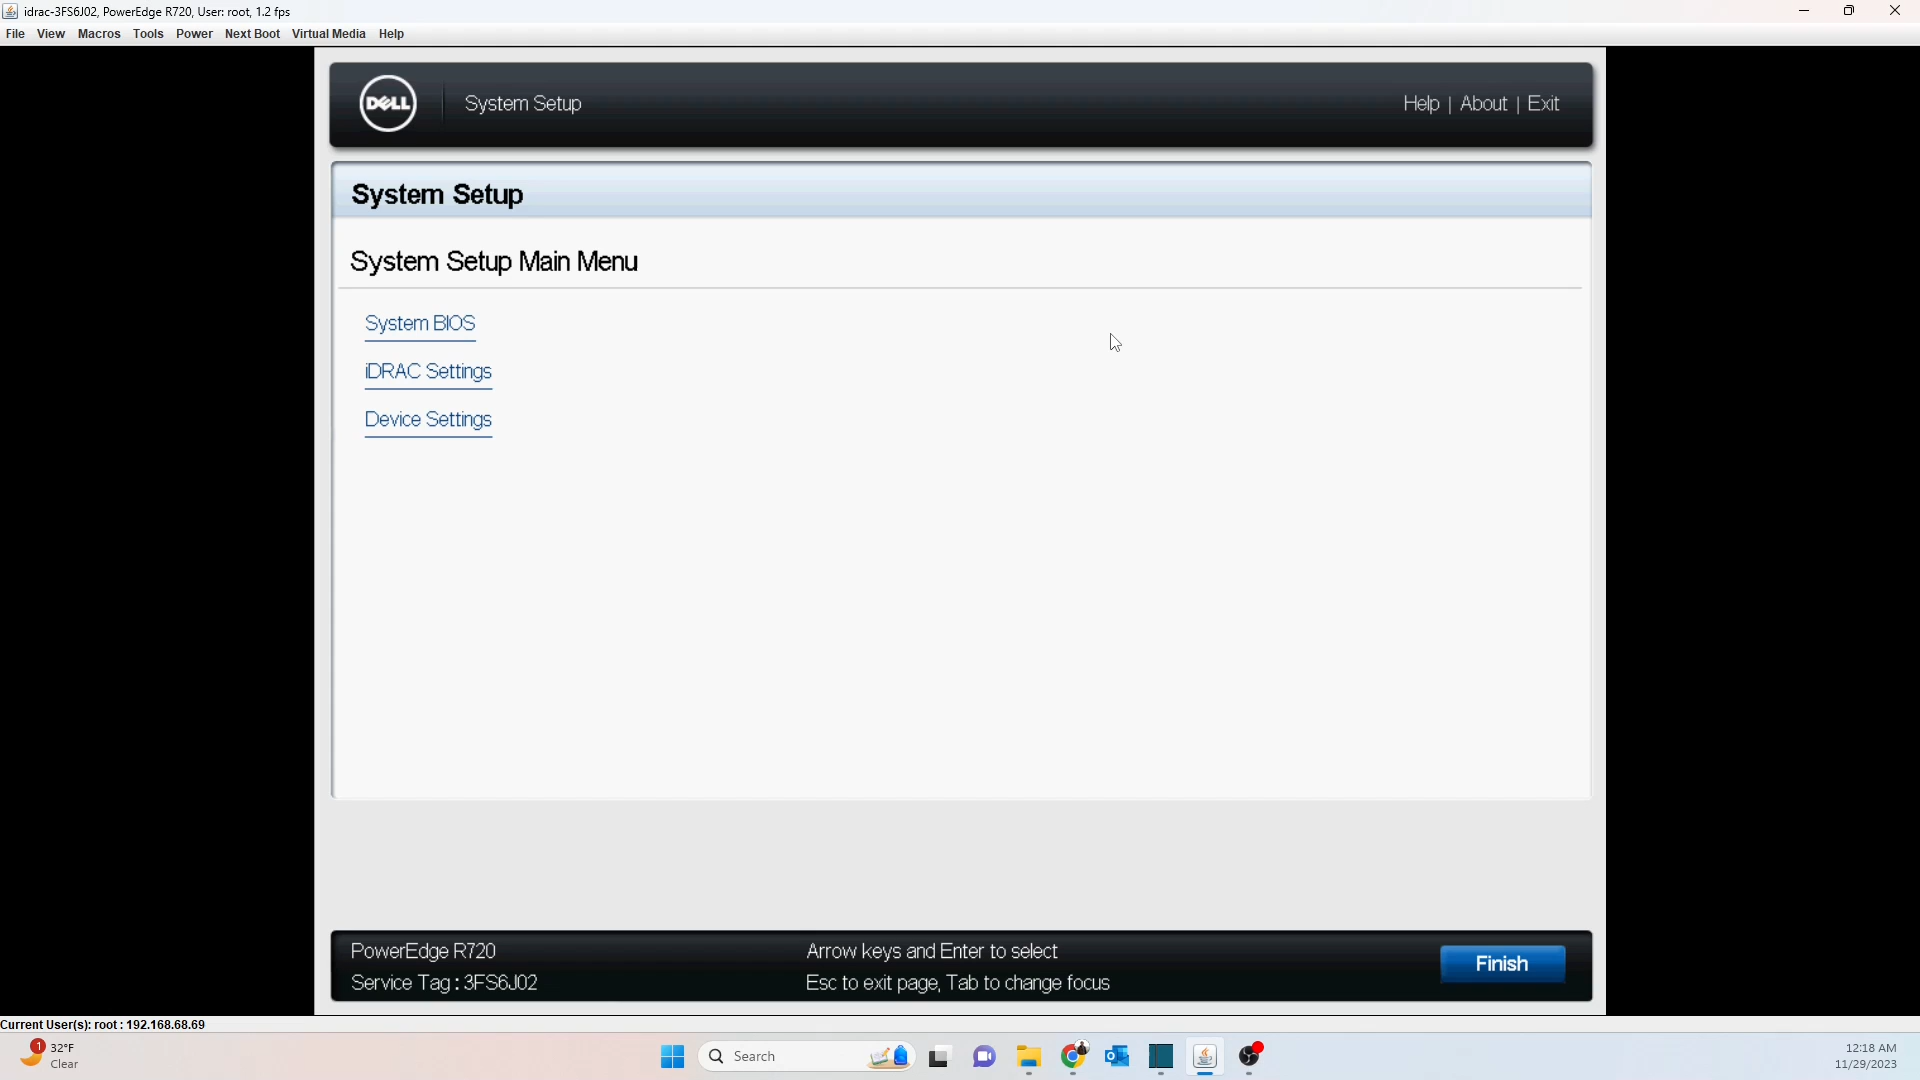 idrac-3FS6J02, PowerEdge R720, User: root, 1.2 fps
File View Macros Tools Power Next Boot Virtual Media Help
DELL
System Setup
Help | About | Exit
System Setup
System Setup Main Menu
System BIOS
iDRAC Settings
Device Settings
PowerEdge R720
Service Tag : 3FS6J02
Arrow keys and Enter to select
Esc to exit page, Tab to change focus
Finish
Current User(s): root : 192.168.68.69
1
32°F
Clear
Search
12:18 AM
11/29/2023